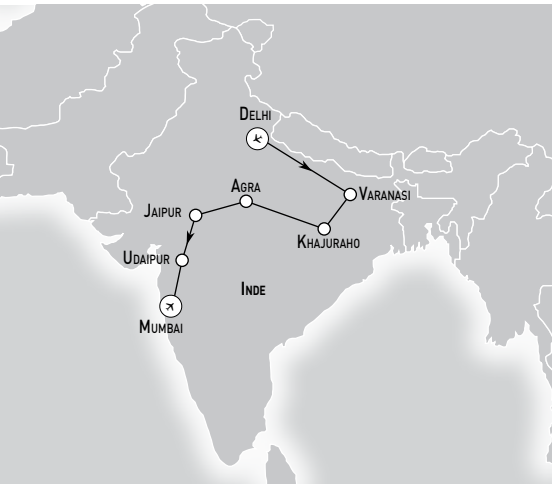 Delhi
Varanasi
Agra
Jaipur
Khajuraho
Udaipur
Inde
Mumbai